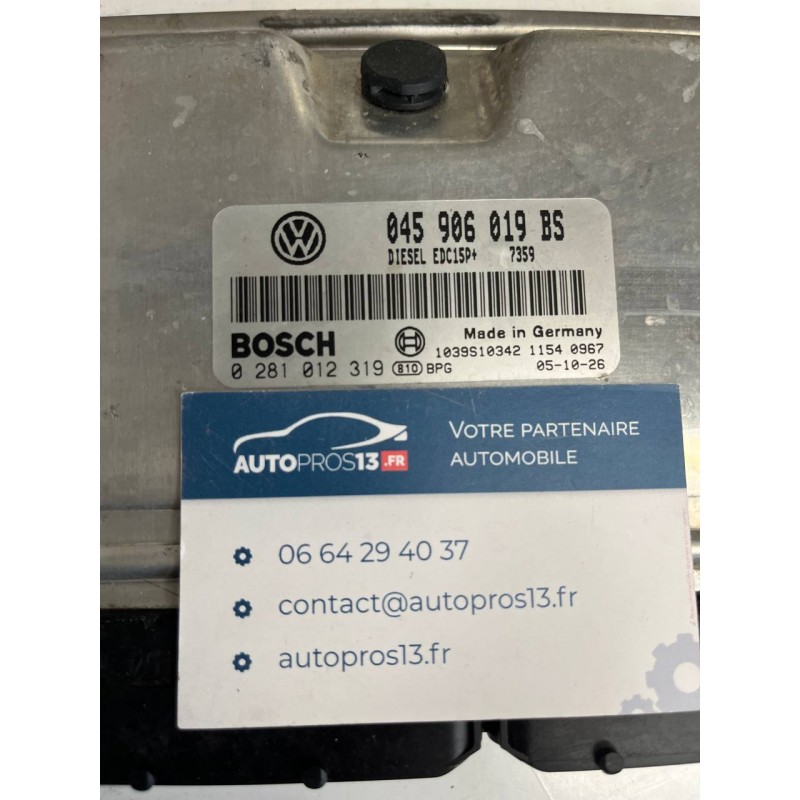 045 906 019 BS
DIESEL EDC15P+ 7359
BOSCH
Made in Germany
1039S10342 1154 0967
0 281 012 319 810 BPG 05-10-26
AUTOPROS13.FR
VOTRE PARTENAIRE
AUTOMOBILE
06 64 29 40 37
contact@autopros13.fr
autopros13.fr